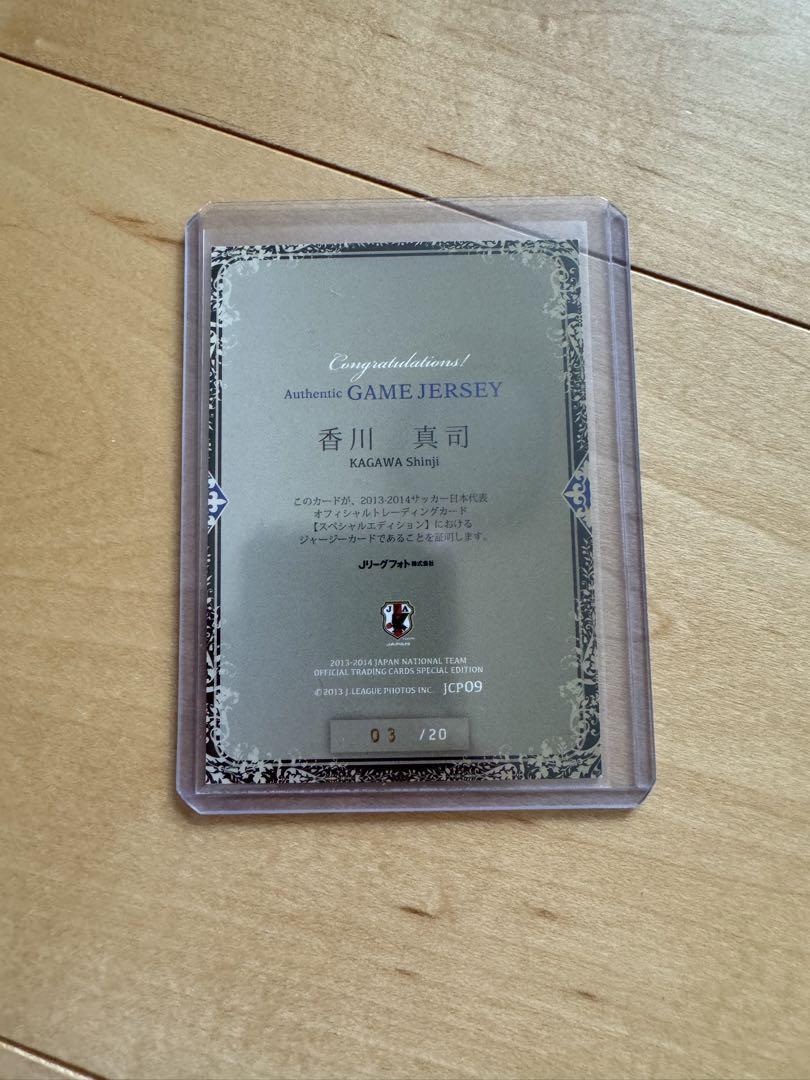 Congratulations!
Authentic GAME JERSEY
香川 真司
KAGAWA Shinji
このカードが、2013-2014サッカー日本代表
オフィシャルトレーディングカード
【スペシャルエディション】における
ジャージーカードであることを証明します。
Jリーグフォト株式会社
JAPAN
2013-2014 JAPAN NATIONAL TEAM
OFFICIAL TRADING CARDS SPECIAL EDITION
©2013 J.LEAGUE PHOTOS INC. JCP09
03 /20